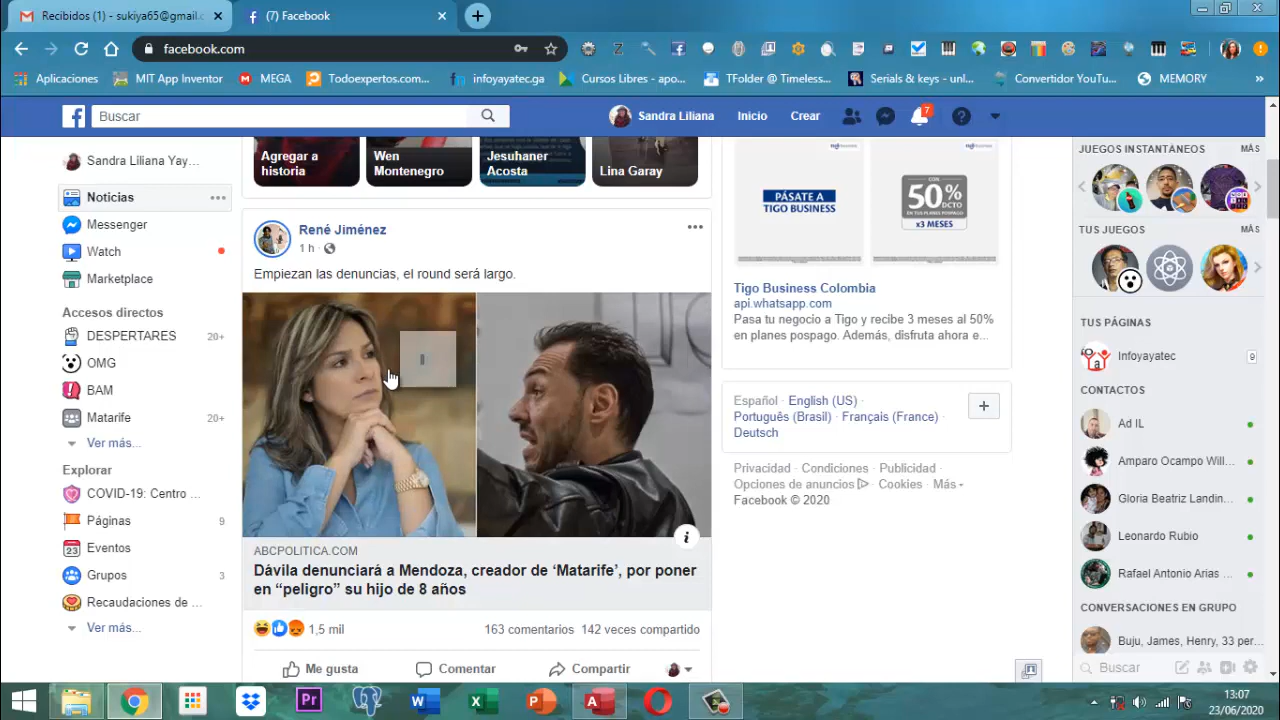 Recibidos (1) - sukiya65@gmail.c
(7) Facebook
facebook.com
Aplicaciones
MIT App Inventor
MEGA
Todoexpertos.com...
infoyayatec.ga
Cursos Libres - apo...
TFolder @ Timeless...
Serials & keys - unl...
Convertidor YouTu...
MEMORY
Buscar
Sandra Liliana
Inicio
Crear
7
Sandra Liliana Yay...
Noticias
Messenger
Watch
Marketplace
Accesos directos
DESPERTARES 20+
OMG
BAM
Matarife 20+
Ver más...
Explorar
COVID-19: Centro ...
Páginas 9
Eventos
Grupos 3
Recaudaciones de ...
Ver más...
Agregar a
historia
Wen
Montenegro
Jesuhaner
Acosta
Lina Garay
René Jiménez
1 h ·
Empiezan las denuncias, el round será largo.
ABCPOLITICA.COM
Dávila denunciará a Mendoza, creador de ‘Matarife’, por poner
en “peligro” su hijo de 8 años
1,5 mil
163 comentarios 142 veces compartido
Me gusta
Comentar
Compartir
PÁSATE A
TIGO BUSINESS
CON
50%
DCTO
EN TUS PLANES POSPAGO
x3 MESES
Tigo Business Colombia
api.whatsapp.com
Pasa tu negocio a Tigo y recibe 3 meses al 50%
en planes pospago. Además, disfruta ahora e...
Español · English (US) ·
Português (Brasil) · Français (France) ·
Deutsch
Privacidad · Condiciones · Publicidad ·
Opciones de anuncios · Cookies · Más
Facebook © 2020
JUEGOS INSTANTÁNEOS MÁS
TUS JUEGOS MÁS
TUS PÁGINAS
Infoyayatec 9
CONTACTOS
Ad IL
Amparo Ocampo Will...
Gloria Beatriz Landin...
Leonardo Rubio
Rafael Antonio Arias ...
CONVERSACIONES EN GRUPO
Buju, James, Henry, 33 per...
Buscar
13:07
23/06/2020